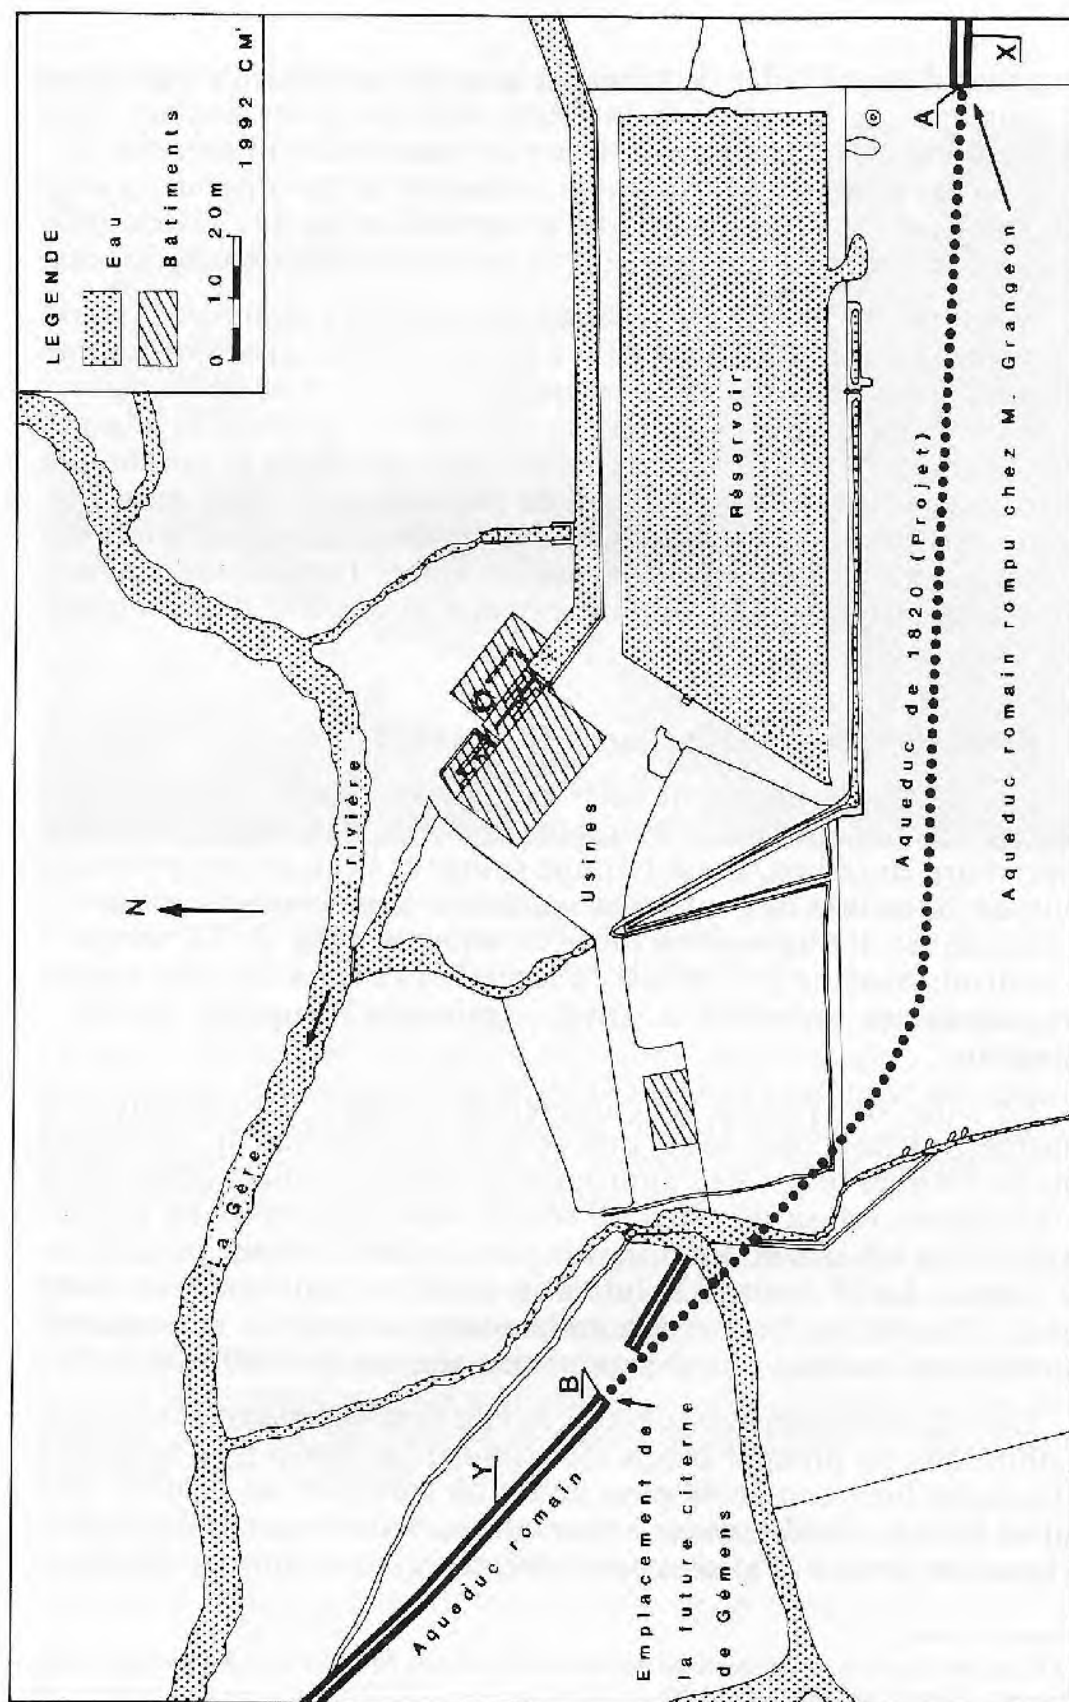 LEGENDE
Eau
Bâtiments
0 10 20m
1992 CM'
N
La Gère rivière
Usines
Réservoir
A
X
Aqueduc de 1820 (Projet)
Aqueduc romain rompu chez M. Grangeon
B
Y
Aqueduc romain
Emplacement de
la future citerne
de Gémens